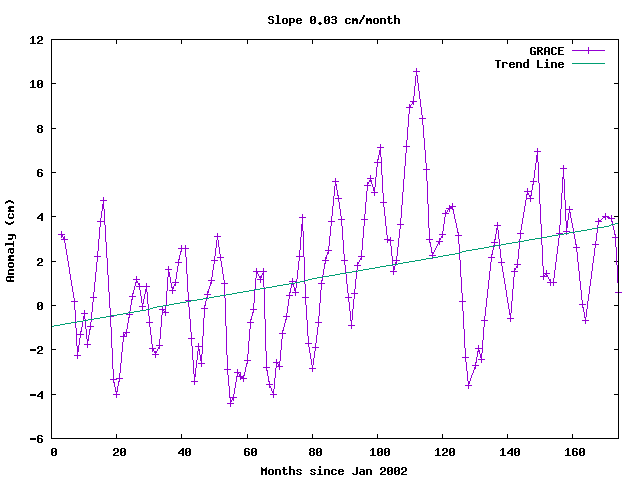 Slope 0.03 cm/month
GRACE
Trend Line
Anomaly (cm)
12
10
8
6
4
2
0
-2
-4
-6
0 20 40 60 80 100 120 140 160
Months since Jan 2002